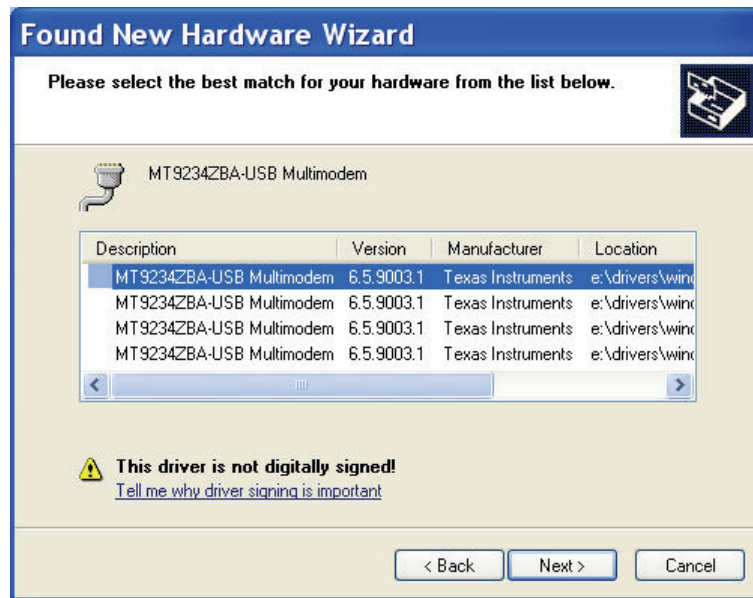 Found New Hardware Wizard
Please select the best match for your hardware from the list below.
MT9234ZBA-USB Multimodem
Description Version Manufacturer Location
MT9234ZBA-USB Multimodem 6.5.9003.1 Texas Instruments e:\drivers\wind
MT9234ZBA-USB Multimodem 6.5.9003.1 Texas Instruments e:\drivers\wind
MT9234ZBA-USB Multimodem 6.5.9003.1 Texas Instruments e:\drivers\wind
MT9234ZBA-USB Multimodem 6.5.9003.1 Texas Instruments e:\drivers\wind
This driver is not digitally signed!
Tell me why driver signing is important
< Back Next > Cancel